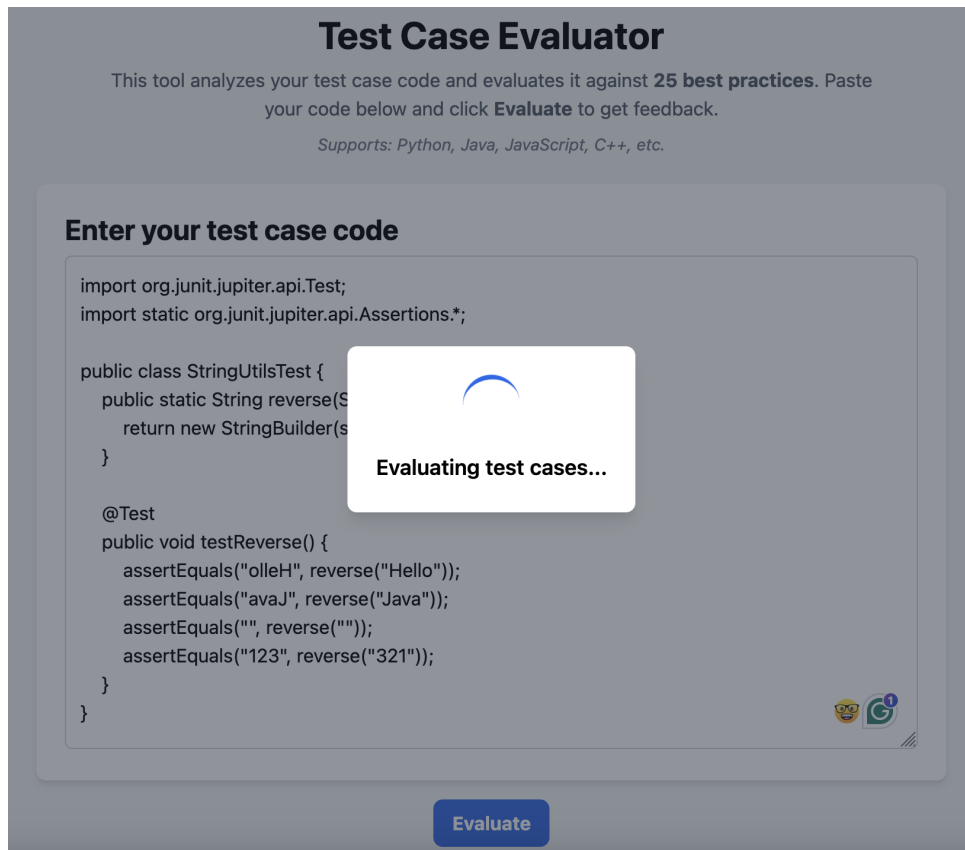 Test Case Evaluator
This tool analyzes your test case code and evaluates it against 25 best practices. Paste
your code below and click Evaluate to get feedback.
Supports: Python, Java, JavaScript, C++, etc.
Enter your test case code
import org.junit.jupiter.api.Test;
import static org.junit.jupiter.api.Assertions.*;
public class StringUtilsTest {
public static String reverse(S
return new StringBuilder(s
}
Evaluating test cases...
@Test
public void testReverse() {
assertEquals("olleH", reverse("Hello"));
assertEquals("avaJ", reverse("Java"));
assertEquals("", reverse(""));
assertEquals("123", reverse("321"));
}
}
G 1
Evaluate